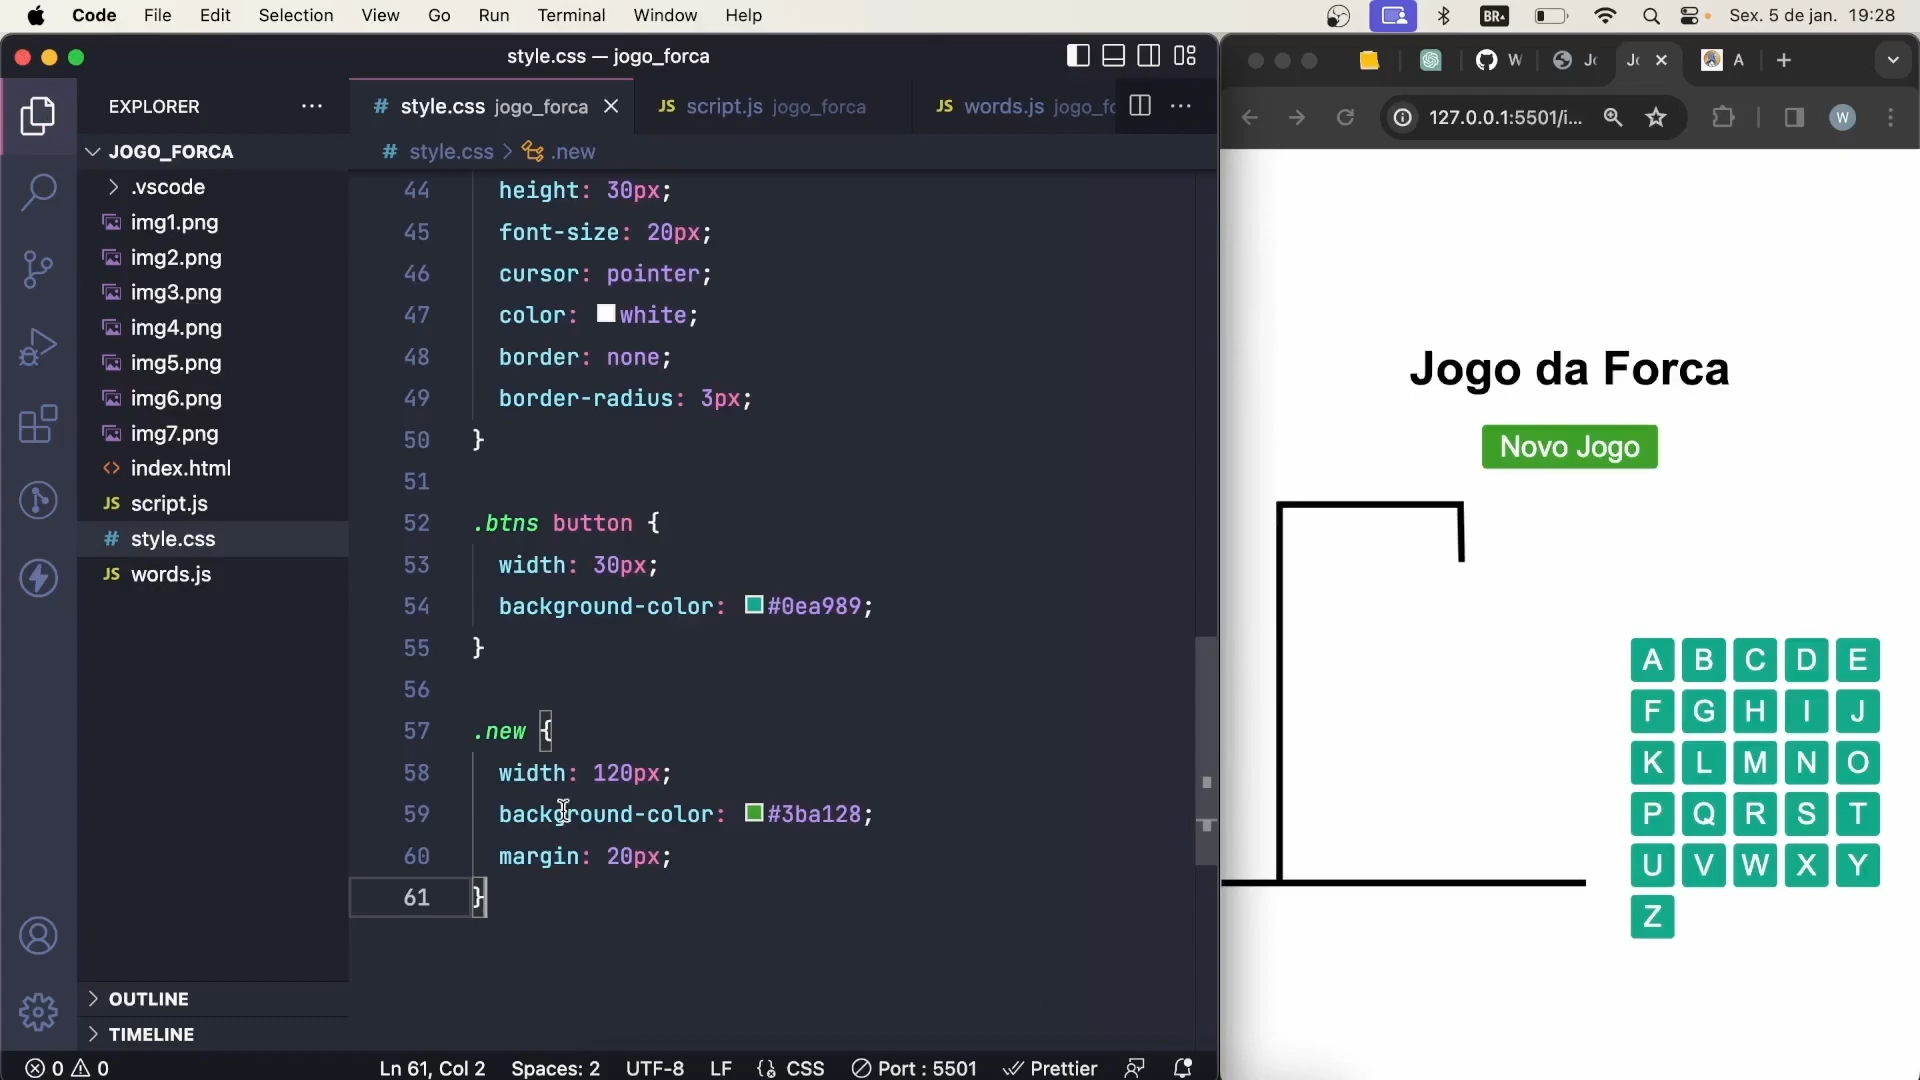 Code File Edit Selection View Go Run Terminal Window Help
BR
Sex. 5 de jan. 19:28
style.css — jogo_forca
EXPLORER
JOGO_FORCA
.vscode
img1.png
img2.png
img3.png
img4.png
img5.png
img6.png
img7.png
<> index.html
JS script.js
# style.css
JS words.js
OUTLINE
TIMELINE
# style.css jogo_forca
JS script.js jogo_forca
JS words.js jogo_fo
# style.css > .new
44 height: 30px;
45 font-size: 20px;
46 cursor: pointer;
47 color: white;
48 border: none;
49 border-radius: 3px;
50 }
51
52 .btns button {
53 width: 30px;
54 background-color: #0ea989;
55 }
56
57 .new {
58 width: 120px;
59 background-color: #3ba128;
60 margin: 20px;
61 }
0 0
Ln 61, Col 2 Spaces: 2 UTF-8 LF CSS Port : 5501 Prettier
W A
127.0.0.1:5501/i...
W
Jogo da Forca
Novo Jogo
A B C D E
F G H I J
K L M N O
P Q R S T
U V W X Y
Z